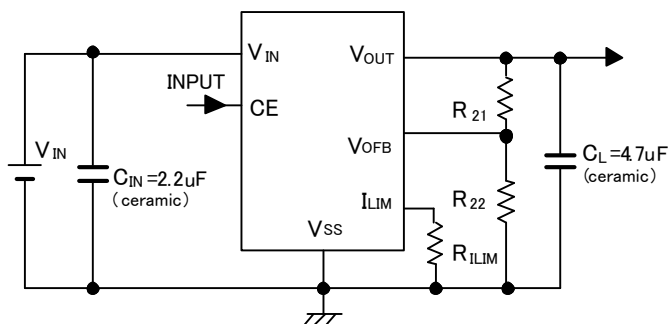 VIN
VOUT
INPUT
CE
R21
VIN
VOFB
CIN=2.2uF
(ceramic)
CL=4.7uF
(ceramic)
ILIM
R22
VSS
RILIM